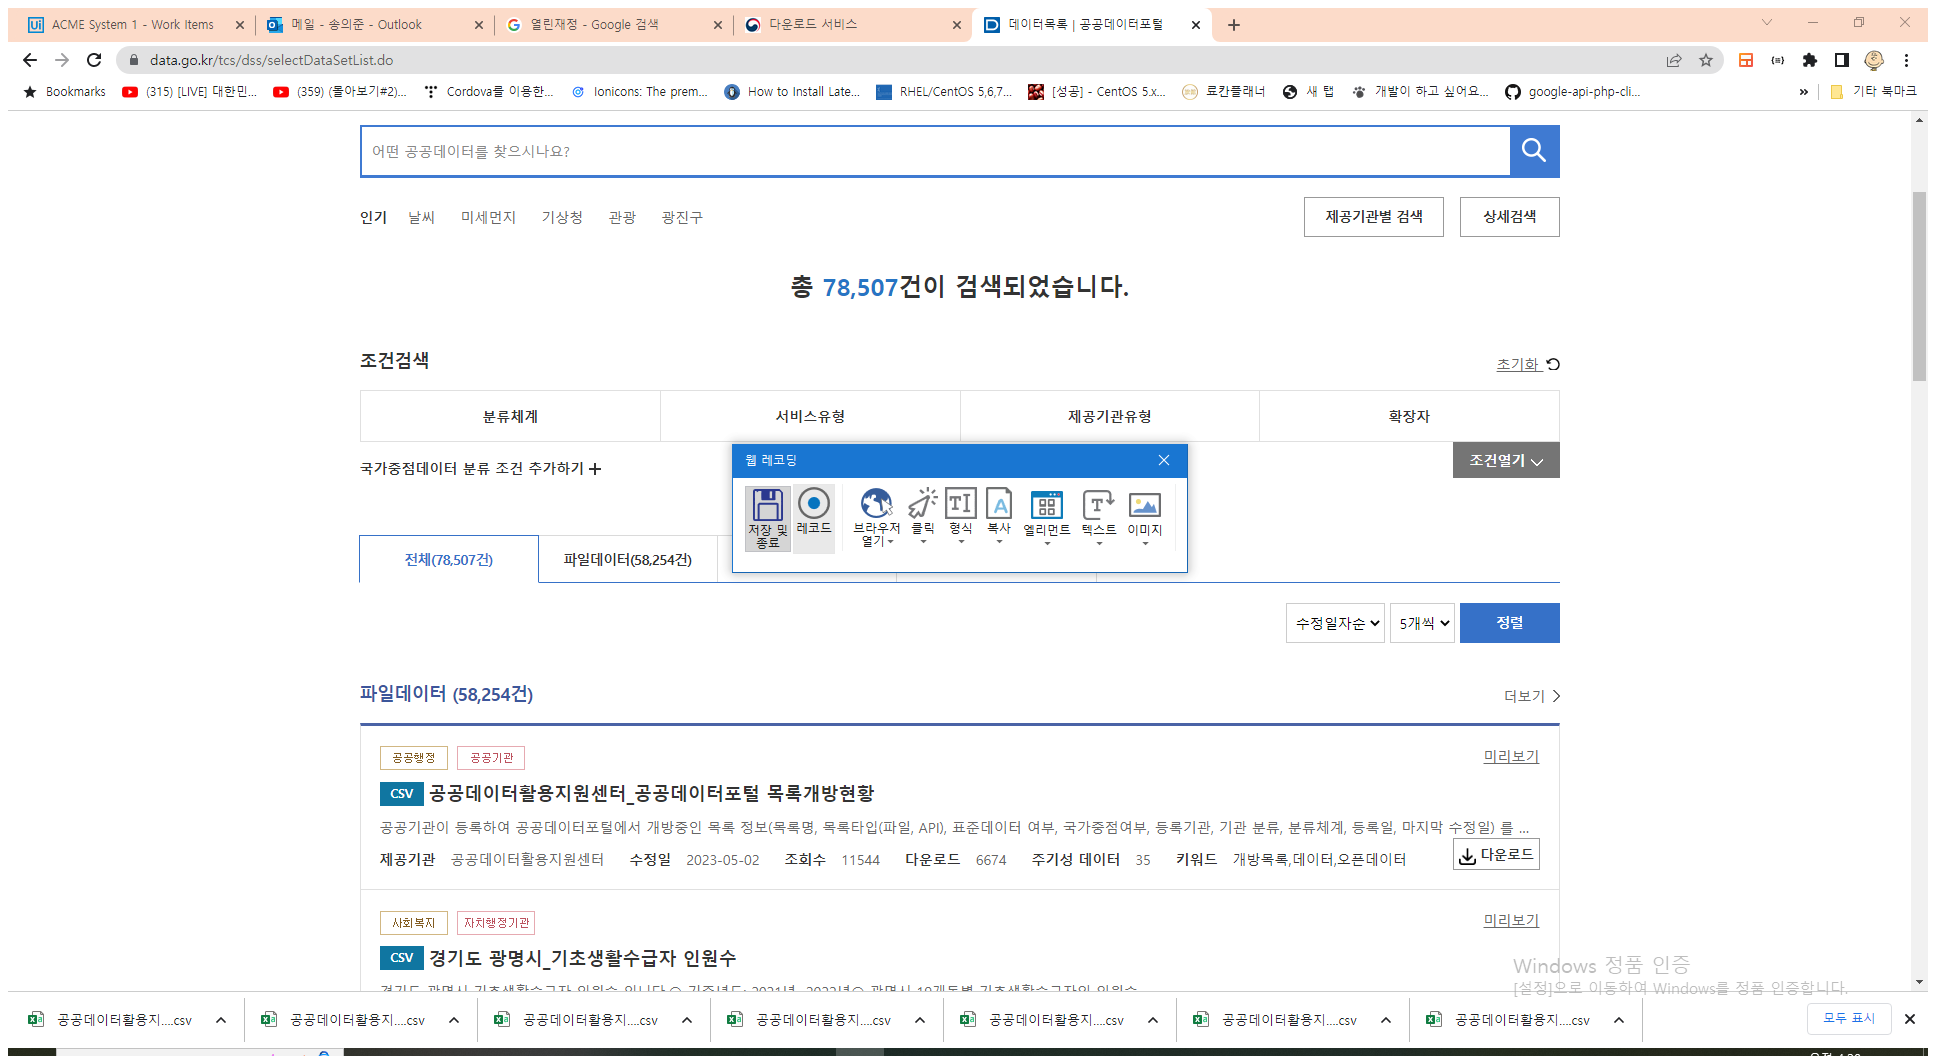 ACME System 1 - Work Items
메일 - 송의준 - Outlook
열린재정 - Google 검색
다운로드 서비스
데이터목록 | 공공데이터포털
data.go.kr/tcs/dss/selectDataSetList.do
Bookmarks
(315) [LIVE] 대한민...
(359) (몰아보기#2)...
Cordova를 이용한...
Ionicons: The prem...
How to Install Late...
RHEL/CentOS 5,6,7...
[성공] - CentOS 5.x...
료칸플래너
새 탭
개발이 하고 싶어요...
google-api-php-cli...
»
기타 북마크
어떤 공공데이터를 찾으시나요?
인기 날씨 미세먼지 기상청 관광 광진구
제공기관별 검색
상세검색
총 78,507건이 검색되었습니다.
조건검색
초기화
분류체계
서비스유형
제공기관유형
확장자
국가중점데이터 분류 조건 추가하기
조건열기
웹 레코딩
저장 및
종료
레코드
브라우저
열기
클릭
형식
복사
엘리먼트
텍스트
이미지
전체(78,507건)
파일데이터(58,254건)
수정일자순
5개씩
정렬
파일데이터 (58,254건)
더보기
공공행정
공공기관
미리보기
CSV 공공데이터활용지원센터_공공데이터포털 목록개방현황
공공기관이 등록하여 공공데이터포털에서 개방중인 목록 정보(목록명, 목록타입(파일, API), 표준데이터 여부, 국가중점여부, 등록기관, 기관 분류, 분류체계, 등록일, 마지막 수정일) 를 ...
제공기관 공공데이터활용지원센터 수정일 2023-05-02 조회수 11544 다운로드 6674 주기성 데이터 35 키워드 개방목록,데이터,오픈데이터
다운로드
사회복지
자치행정기관
미리보기
CSV 경기도 광명시_기초생활수급자 인원수
Windows 정품 인증
[설정]으로 이동하여 Windows를 정품 인증합니다.
공공데이터활용지....csv
공공데이터활용지....csv
공공데이터활용지....csv
공공데이터활용지....csv
공공데이터활용지....csv
공공데이터활용지....csv
공공데이터활용지....csv
모두 표시